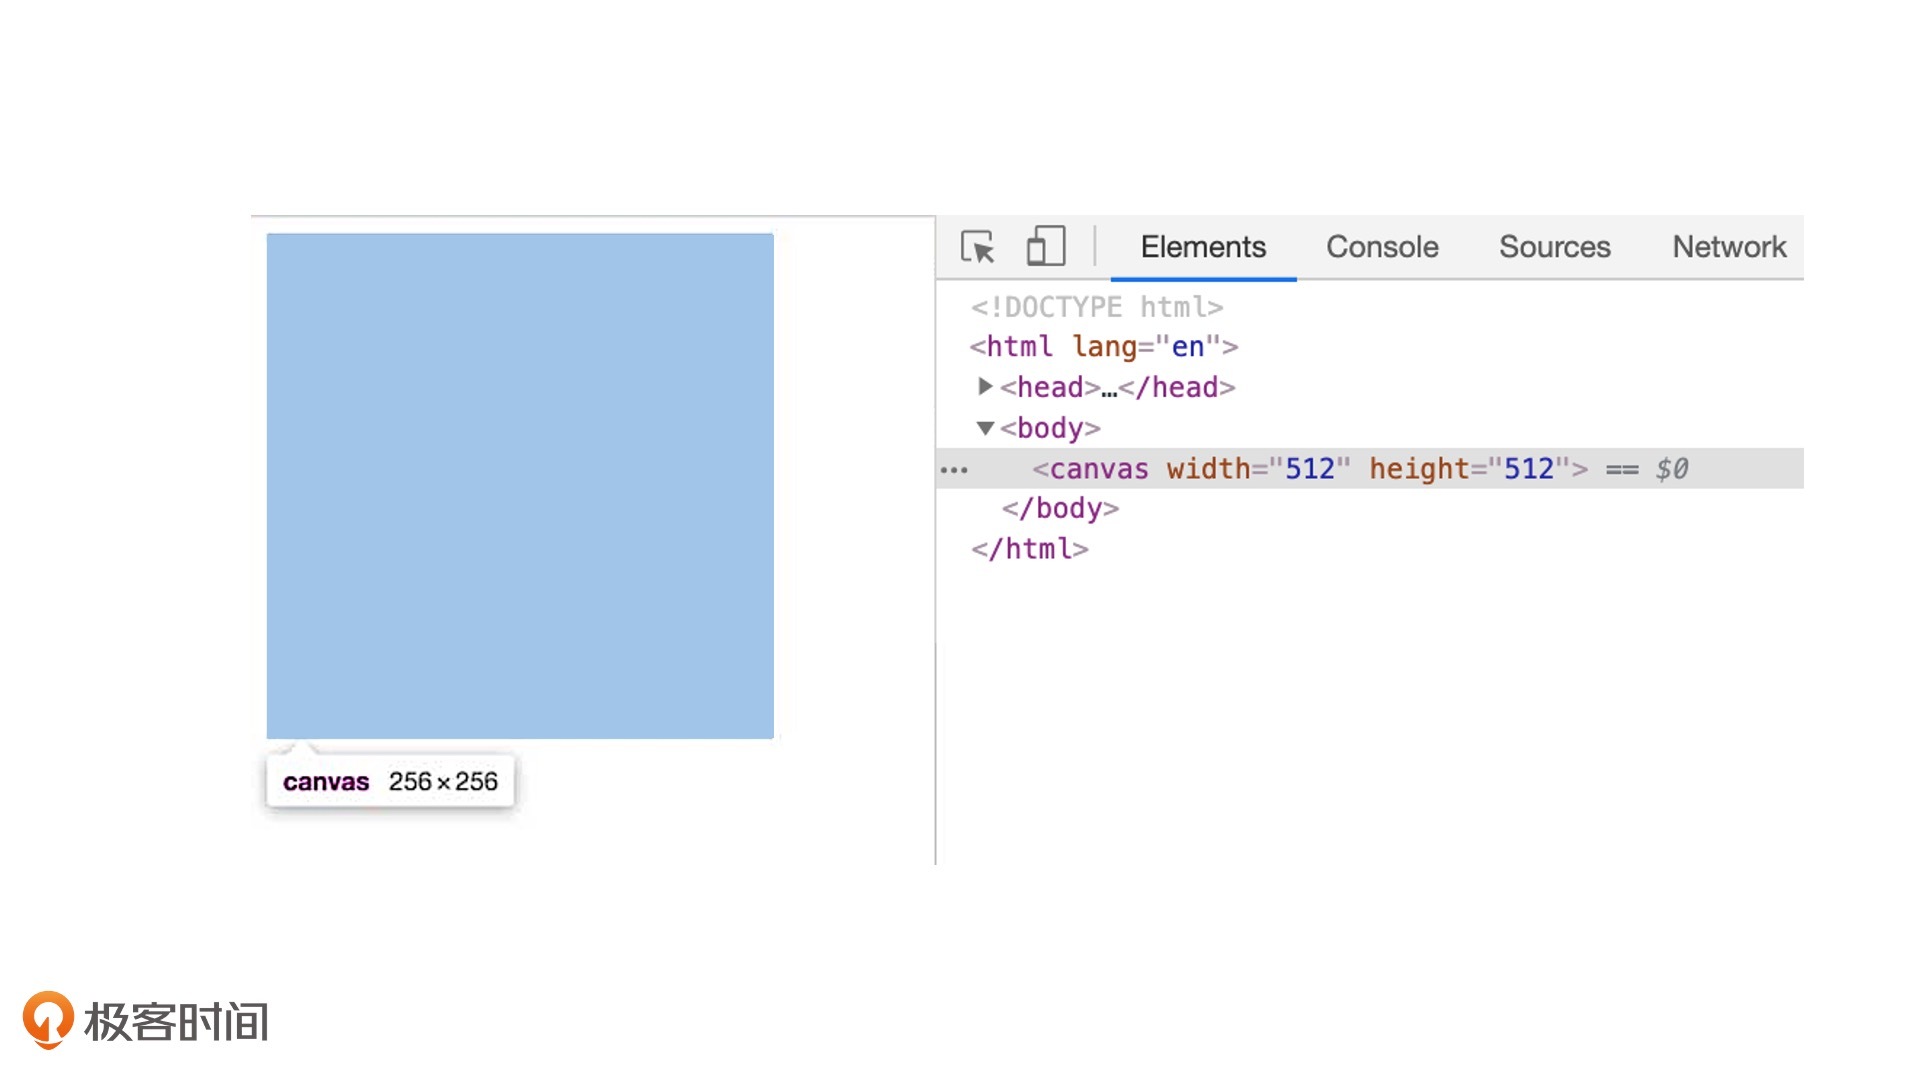 Elements Console Sources Network
<!DOCTYPE html>
<html lang="en">
<head>…</head>
<body>
<canvas width="512" height="512"> == $0
</body>
</html>
canvas 256×256
极客时间